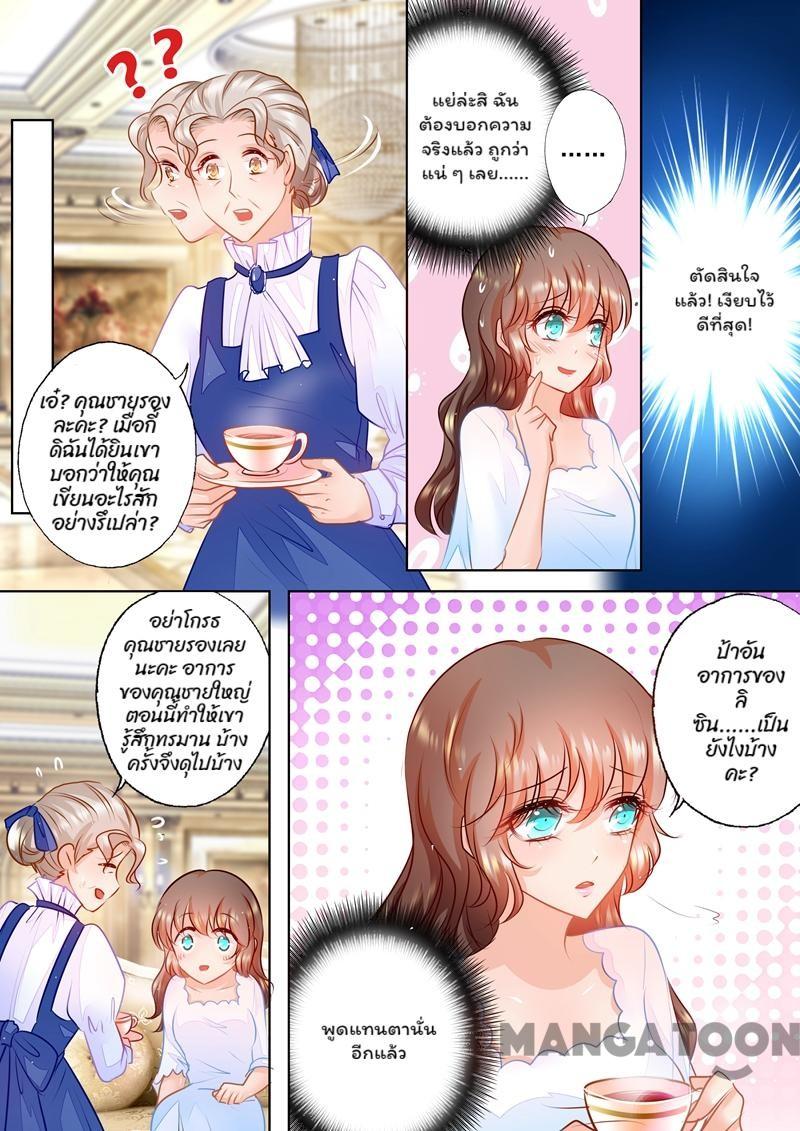 ??
เอ๋? คุณชายรอง
ละคะ? เมื่อกี้
ดิฉันได้ยินเขา
บอกว่าให้คุณ
เขียนอะไรสัก
อย่างรึเปล่า?
แย่ล่ะสิ ฉัน
ต้องบอกความ
จริงแล้ว ถูกว่า
แน่ ๆ เลย......
......
ตัดสินใจ
แล้ว! เงียบไว้
ดีที่สุด!
อย่าโกรธ
คุณชายรองเลย
นะคะ อาการ
ของคุณชายใหญ่
ตอนนี้ทำให้เขา
รู้สึกทรมาน บ้าง
ครั้งจึงดุไปบ้าง
พูดแทนตานั่น
อีกแล้ว
ป้าอัน
อาการของ
ลิ
ซิน......เป็น
ยังไงบ้าง
คะ?
MANGATOON